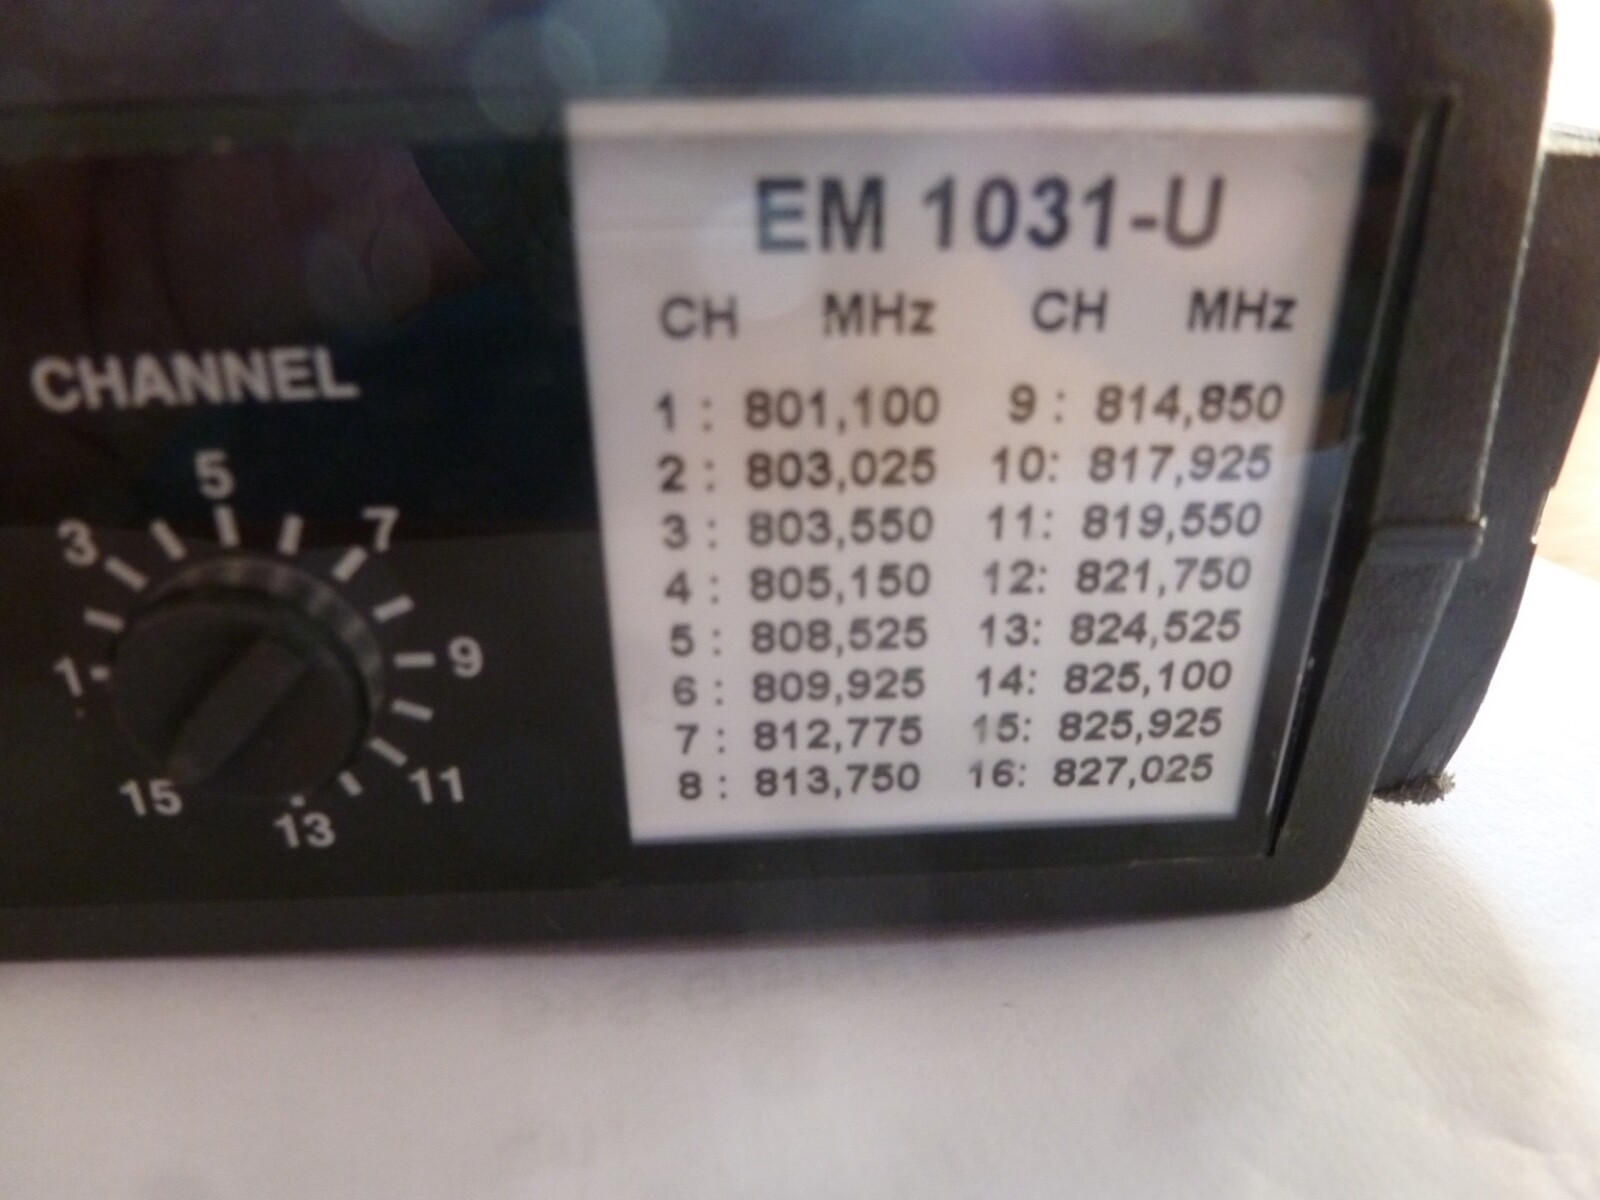 EM 1031-U
CH MHz CH MHz
1 : 801,100 9 : 814,850
2 : 803,025 10: 817,925
3 : 803,550 11: 819,550
4 : 805,150 12: 821,750
5 : 808,525 13: 824,525
6 : 809,925 14: 825,100
7 : 812,775 15: 825,925
8 : 813,750 16: 827,025
CHANNEL
5
3 7
1 9
15 11
13